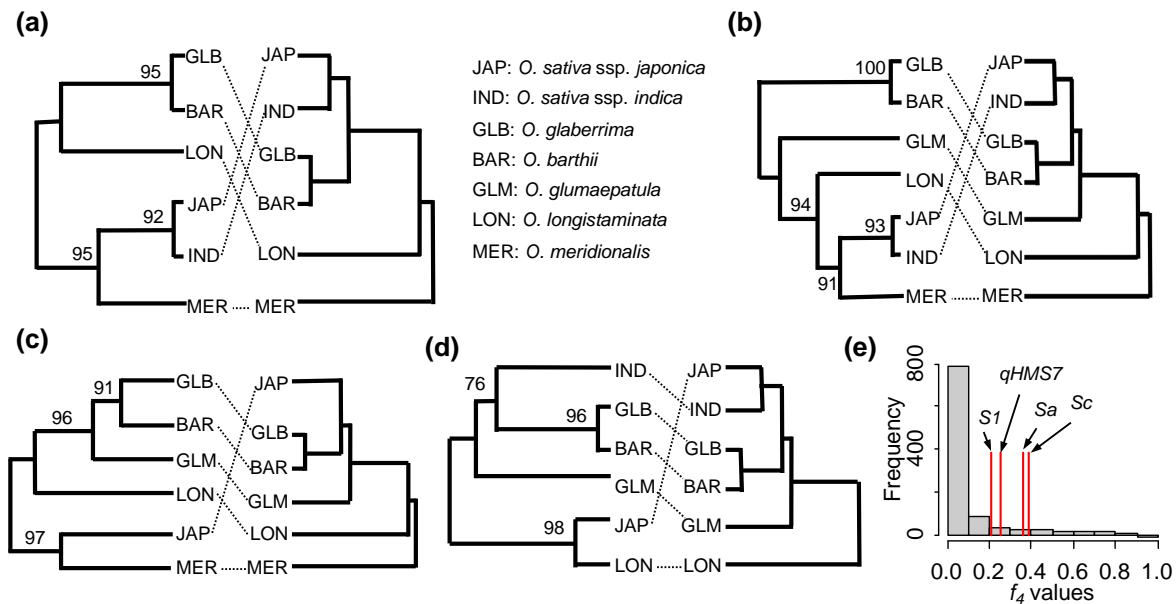 (a)
95
GLB
BAR
LON
92
JAP
95
IND
MER
JAP
IND
GLB
BAR
LON
MER
JAP: O. sativa ssp. japonica
IND: O. sativa ssp. indica
GLB: O. glaberrima
BAR: O. barthii
GLM: O. glumaepatula
LON: O. longistaminata
MER: O. meridionalis
(b)
100
GLB
BAR
GLM
LON
94
93
JAP
IND
91
MER
JAP
IND
GLB
BAR
GLM
LON
MER
(c)
91
GLB
96
BAR
GLM
LON
97
JAP
MER
JAP
GLB
BAR
GLM
LON
MER
(d)
76
IND
96
GLB
BAR
GLM
98
JAP
LON
JAP
IND
GLB
BAR
GLM
LON
(e)
Frequency
0 400 800
S1
qHMS7
Sa
Sc
0.0 0.2 0.4 0.6 0.8 1.0
f4 values